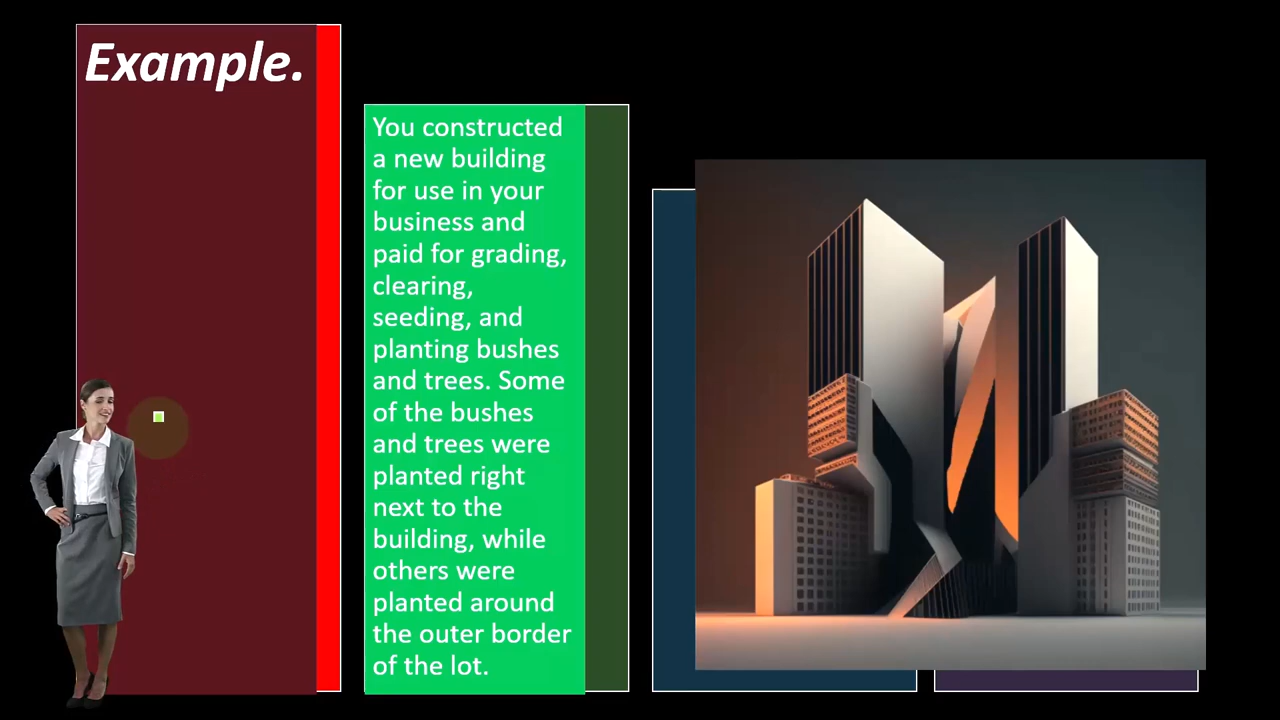 Example.
You constructed
a new building
for use in your
business and
paid for grading,
clearing,
seeding, and
planting bushes
and trees. Some
of the bushes
and trees were
planted right
next to the
building, while
others were
planted around
the outer border
of the lot.